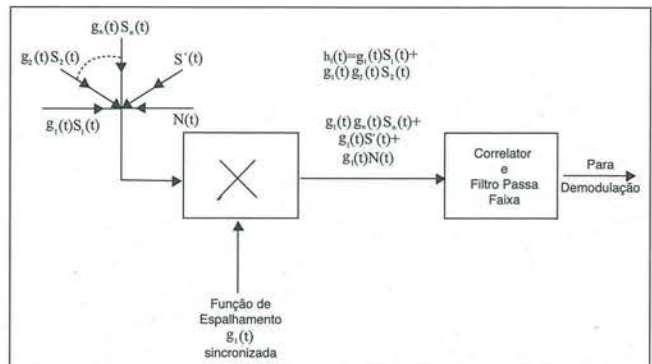 gₙ(t)Sₙ(t)
g₂(t)S₂(t)
S'(t)
g₁(t)S₁(t)
N(t)
h₁(t)=g₁(t)S₁(t)+
g₁(t) g₂(t)S₂(t)
g₁(t) gₙ(t)Sₙ(t)+
g₁(t)S'(t)+
g₁(t)N(t)
Correlator
e
Filtro Passa
Faixa
Para
Demodulação
Função de
Espalhamento
g₁(t)
sincronizada